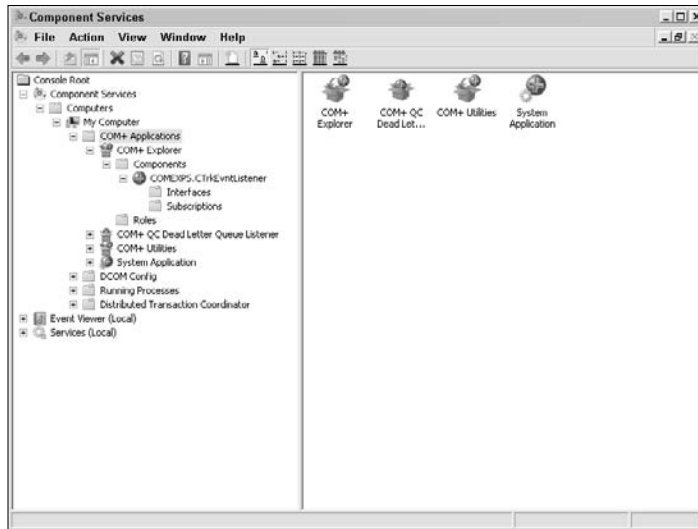 Component Services
File Action View Window Help
Console Root
Component Services
Computers
My Computer
COM+ Applications
COM+ Explorer
Components
COMEXPS.CTrkEvntListener
Interfaces
Subscriptions
Roles
COM+ QC Dead Letter Queue Listener
COM+ Utilities
System Application
DCOM Config
Running Processes
Distributed Transaction Coordinator
Event Viewer (Local)
Services (Local)
COM+ Explorer
COM+ QC Dead Let...
COM+ Utilities
System Application